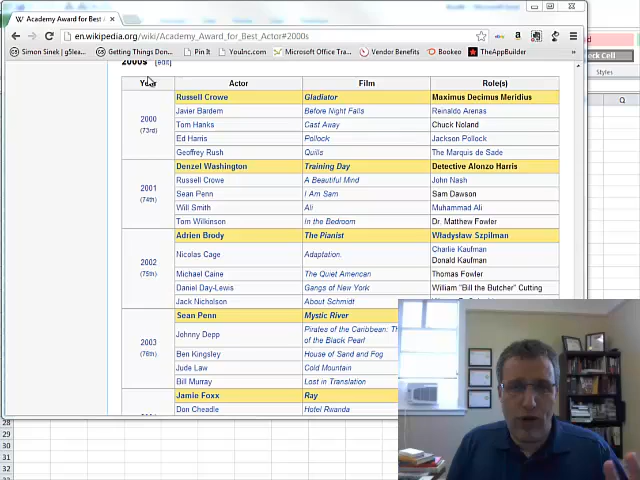 Academy Award for Best A
en.wikipedia.org/wiki/Academy_Award_for_Best_Actor#2000s
Simon Sinek | g5lea
Getting Things Don
Pin It
YouInc.com
Microsoft Office Tra
Vendor Benefits
Bookeo
TheAppBuilder
2000s [edit]
Year Actor Film Role(s)
2000 (73rd)
Russell Crowe Gladiator Maximus Decimus Meridius
Javier Bardem Before Night Falls Reinaldo Arenas
Tom Hanks Cast Away Chuck Noland
Ed Harris Pollock Jackson Pollock
Geoffrey Rush Quills The Marquis de Sade
2001 (74th)
Denzel Washington Training Day Detective Alonzo Harris
Russell Crowe A Beautiful Mind John Nash
Sean Penn I Am Sam Sam Dawson
Will Smith Ali Muhammad Ali
Tom Wilkinson In the Bedroom Dr. Matthew Fowler
2002 (75th)
Adrien Brody The Pianist Władysław Szpilman
Nicolas Cage Adaptation. Charlie Kaufman
Donald Kaufman
Michael Caine The Quiet American Thomas Fowler
Daniel Day-Lewis Gangs of New York William "Bill the Butcher" Cutting
Jack Nicholson About Schmidt
2003 (76th)
Sean Penn Mystic River
Johnny Depp Pirates of the Caribbean: Th
of the Black Pearl
Ben Kingsley House of Sand and Fog
Jude Law Cold Mountain
Bill Murray Lost in Translation
Jamie Foxx Ray
Don Cheadle Hotel Rwanda
eck Cell
Styles
Q
28
29
30
31
32
33